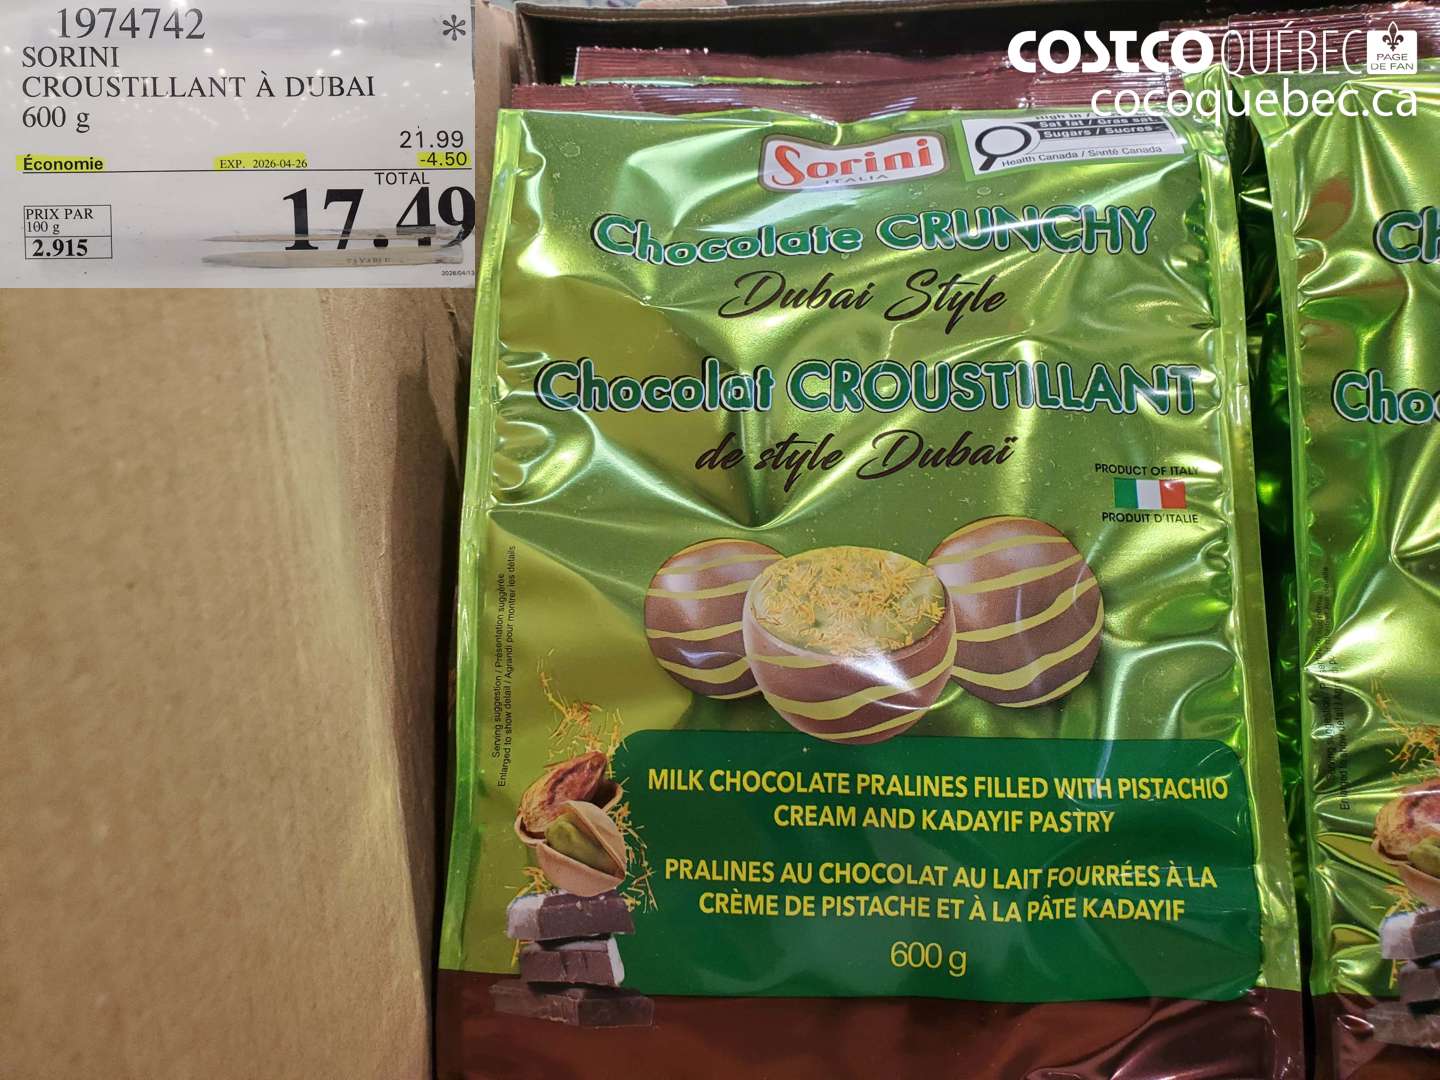 1974742 *
SORINI
CROUSTILLANT À DUBAI
600 g
21.99
Économie
EXP. 2026-04-26
-4.50
TOTAL
17.49
PRIX PAR
100 g
2.915
COSTCO QUÉBEC
PAGE
DE FAN
cocoquebec.ca
Sat fat / Gras sat.
Sugars / Sucres
Health Canada / Santé Canada
Sorini
ITALIA
Chocolate CRUNCHY
Dubai Style
Chocolat CROUSTILLANT
de style Dubaï
PRODUCT OF ITALY
PRODUIT D'ITALIE
Serving suggestion / Présentation suggérée
Enlarged to show detail / Agrandi pour montrer les détails
MILK CHOCOLATE PRALINES FILLED WITH PISTACHIO
CREAM AND KADAYIF PASTRY
PRALINES AU CHOCOLAT AU LAIT FOURRÉES À LA
CRÈME DE PISTACHE ET À LA PÂTE KADAYIF
600 g
Ch
Cho